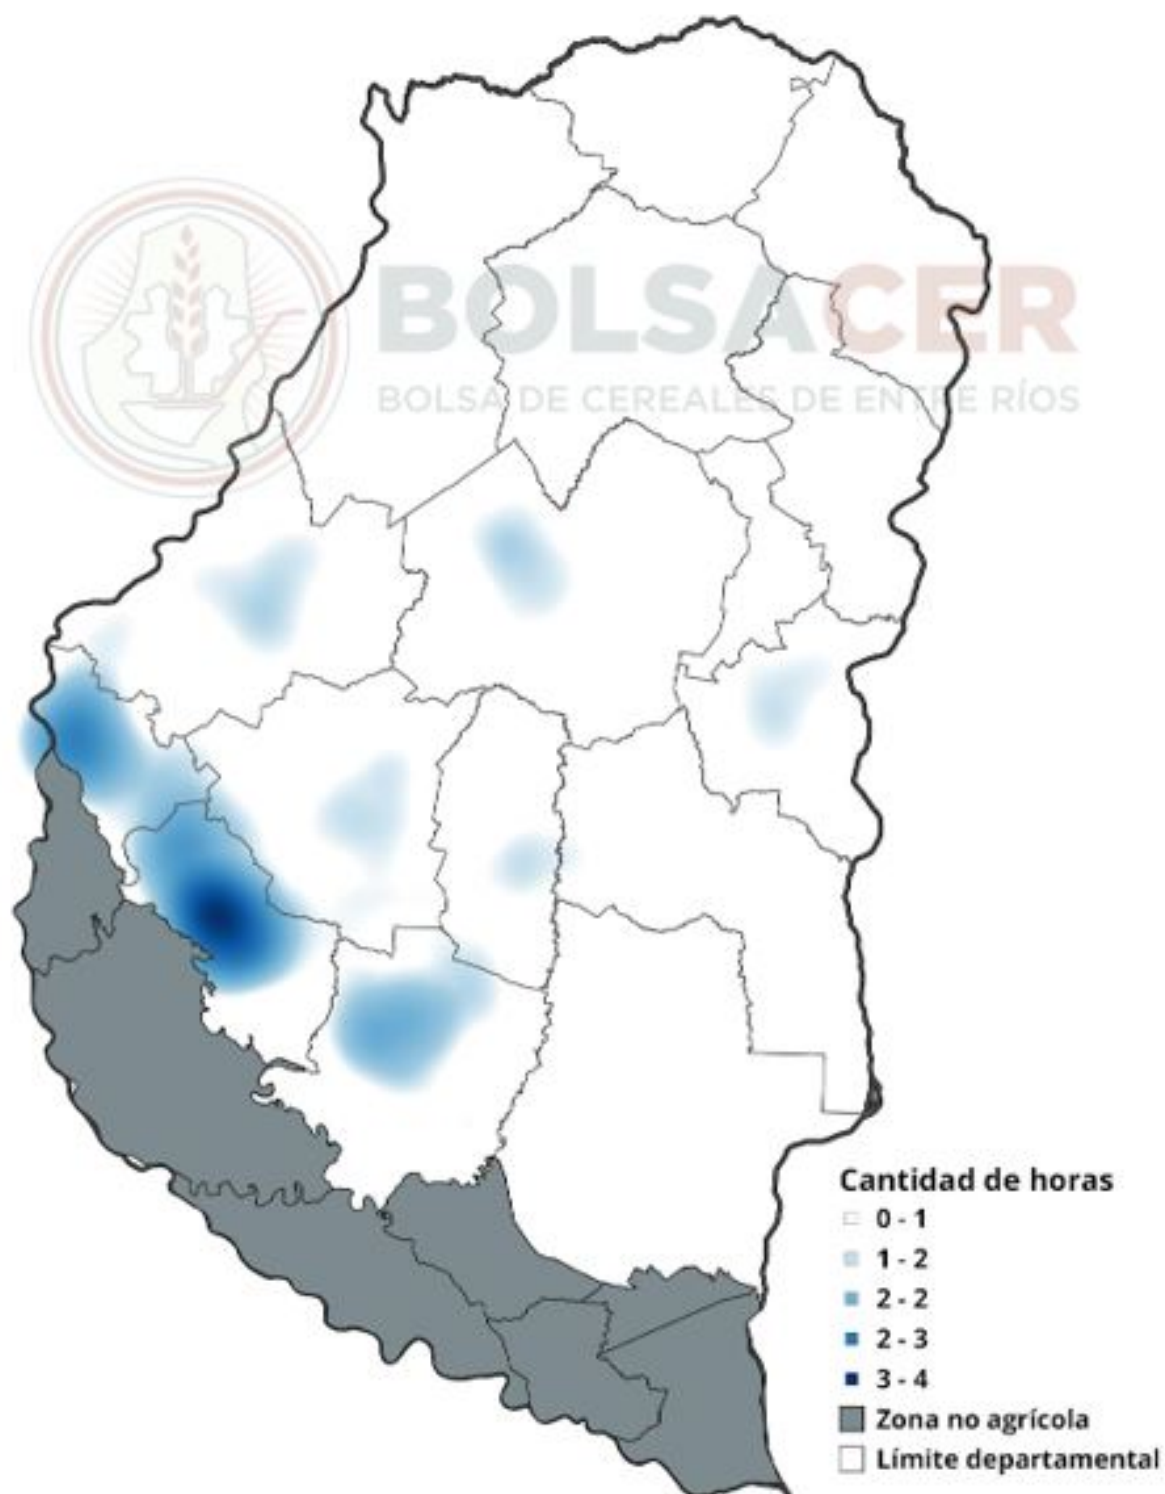 BOLSACER
BOLSA DE CEREALES DE ENTRE RÍOS
Cantidad de horas
0 - 1
1 - 2
2 - 2
2 - 3
3 - 4
Zona no agrícola
Límite departamental